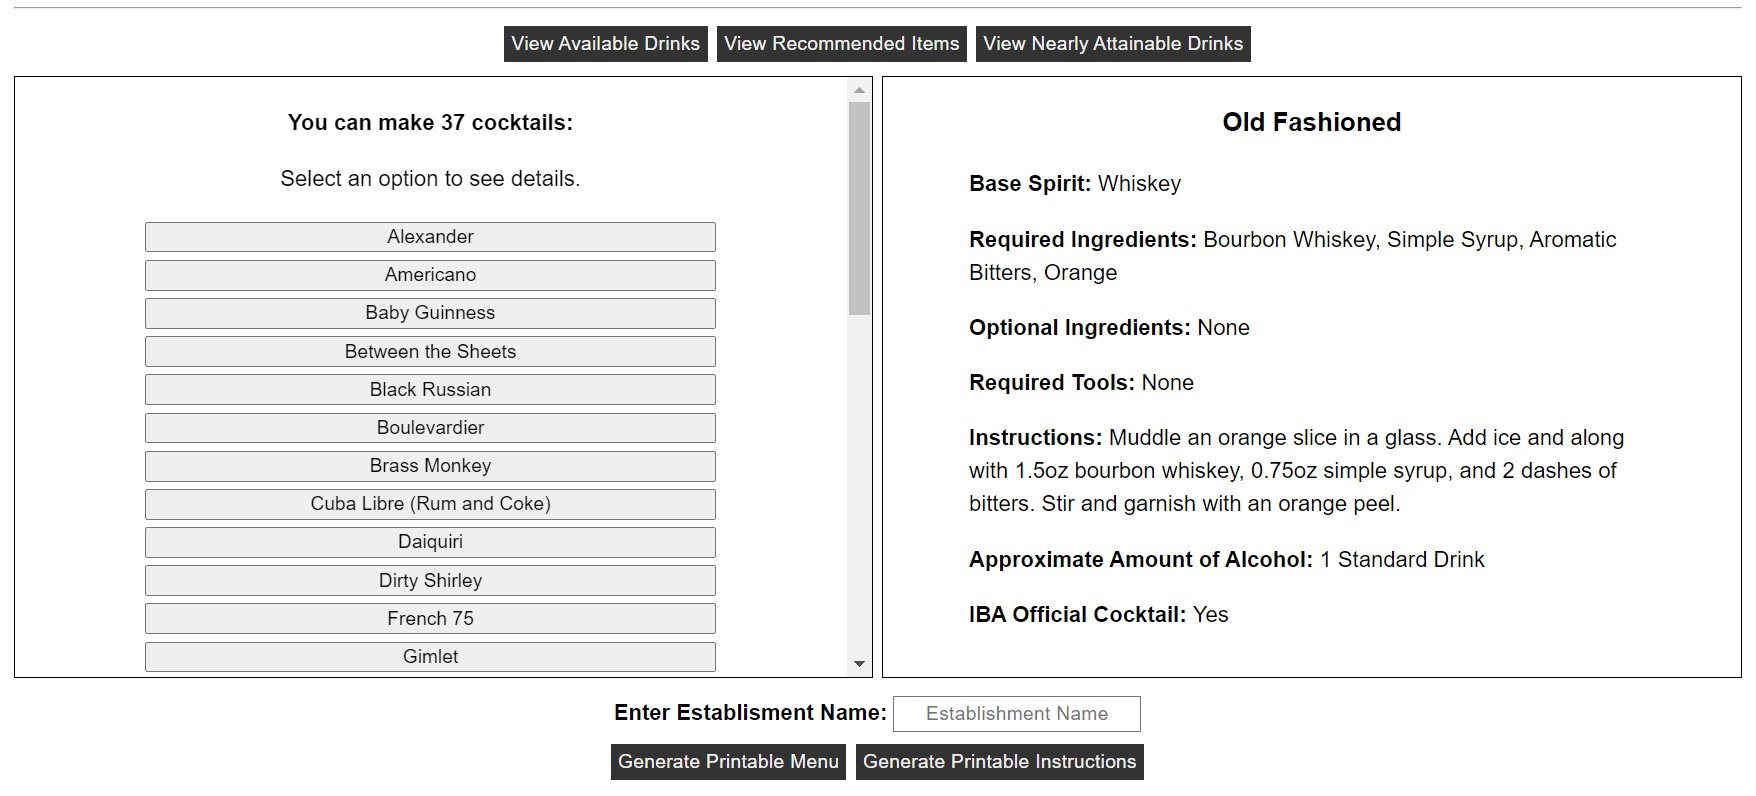 View Available Drinks View Recommended Items View Nearly Attainable Drinks
You can make 37 cocktails:
Select an option to see details.
Alexander
Americano
Baby Guinness
Between the Sheets
Black Russian
Boulevardier
Brass Monkey
Cuba Libre (Rum and Coke)
Daiquiri
Dirty Shirley
French 75
Gimlet
Old Fashioned
Base Spirit: Whiskey
Required Ingredients: Bourbon Whiskey, Simple Syrup, Aromatic
Bitters, Orange
Optional Ingredients: None
Required Tools: None
Instructions: Muddle an orange slice in a glass. Add ice and along
with 1.5oz bourbon whiskey, 0.75oz simple syrup, and 2 dashes of
bitters. Stir and garnish with an orange peel.
Approximate Amount of Alcohol: 1 Standard Drink
IBA Official Cocktail: Yes
Enter Establisment Name: Establishment Name
Generate Printable Menu Generate Printable Instructions